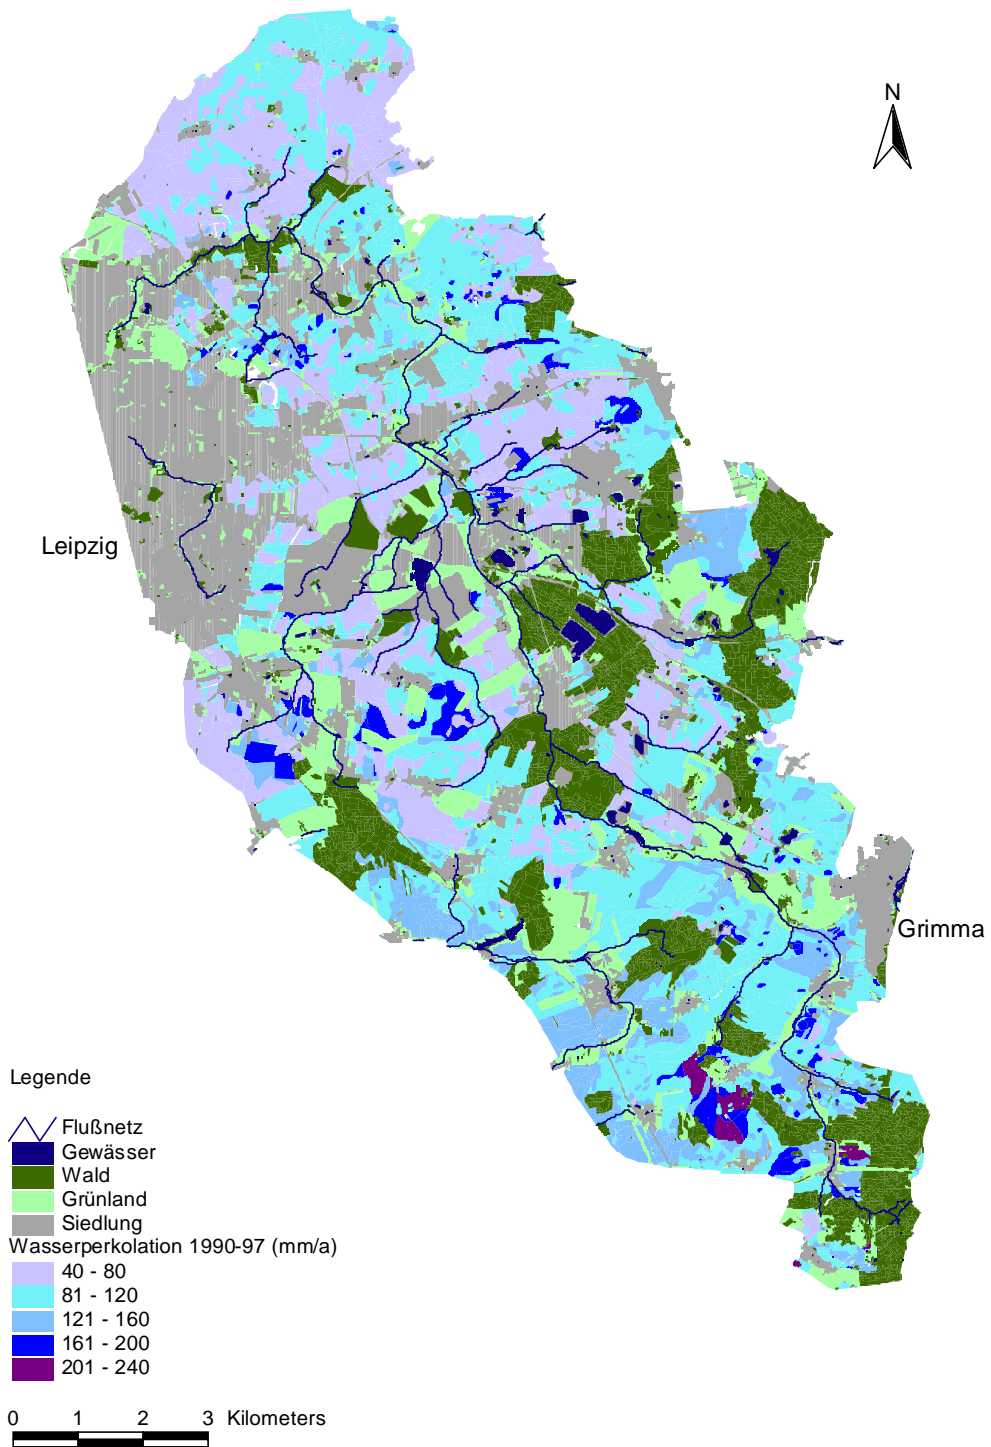 N
Leipzig
Grimma
Legende
Flußnetz
Gewässer
Wald
Grünland
Siedlung
Wasserperkolation 1990-97 (mm/a)
40 - 80
81 - 120
121 - 160
161 - 200
201 - 240
0 1 2 3 Kilometers